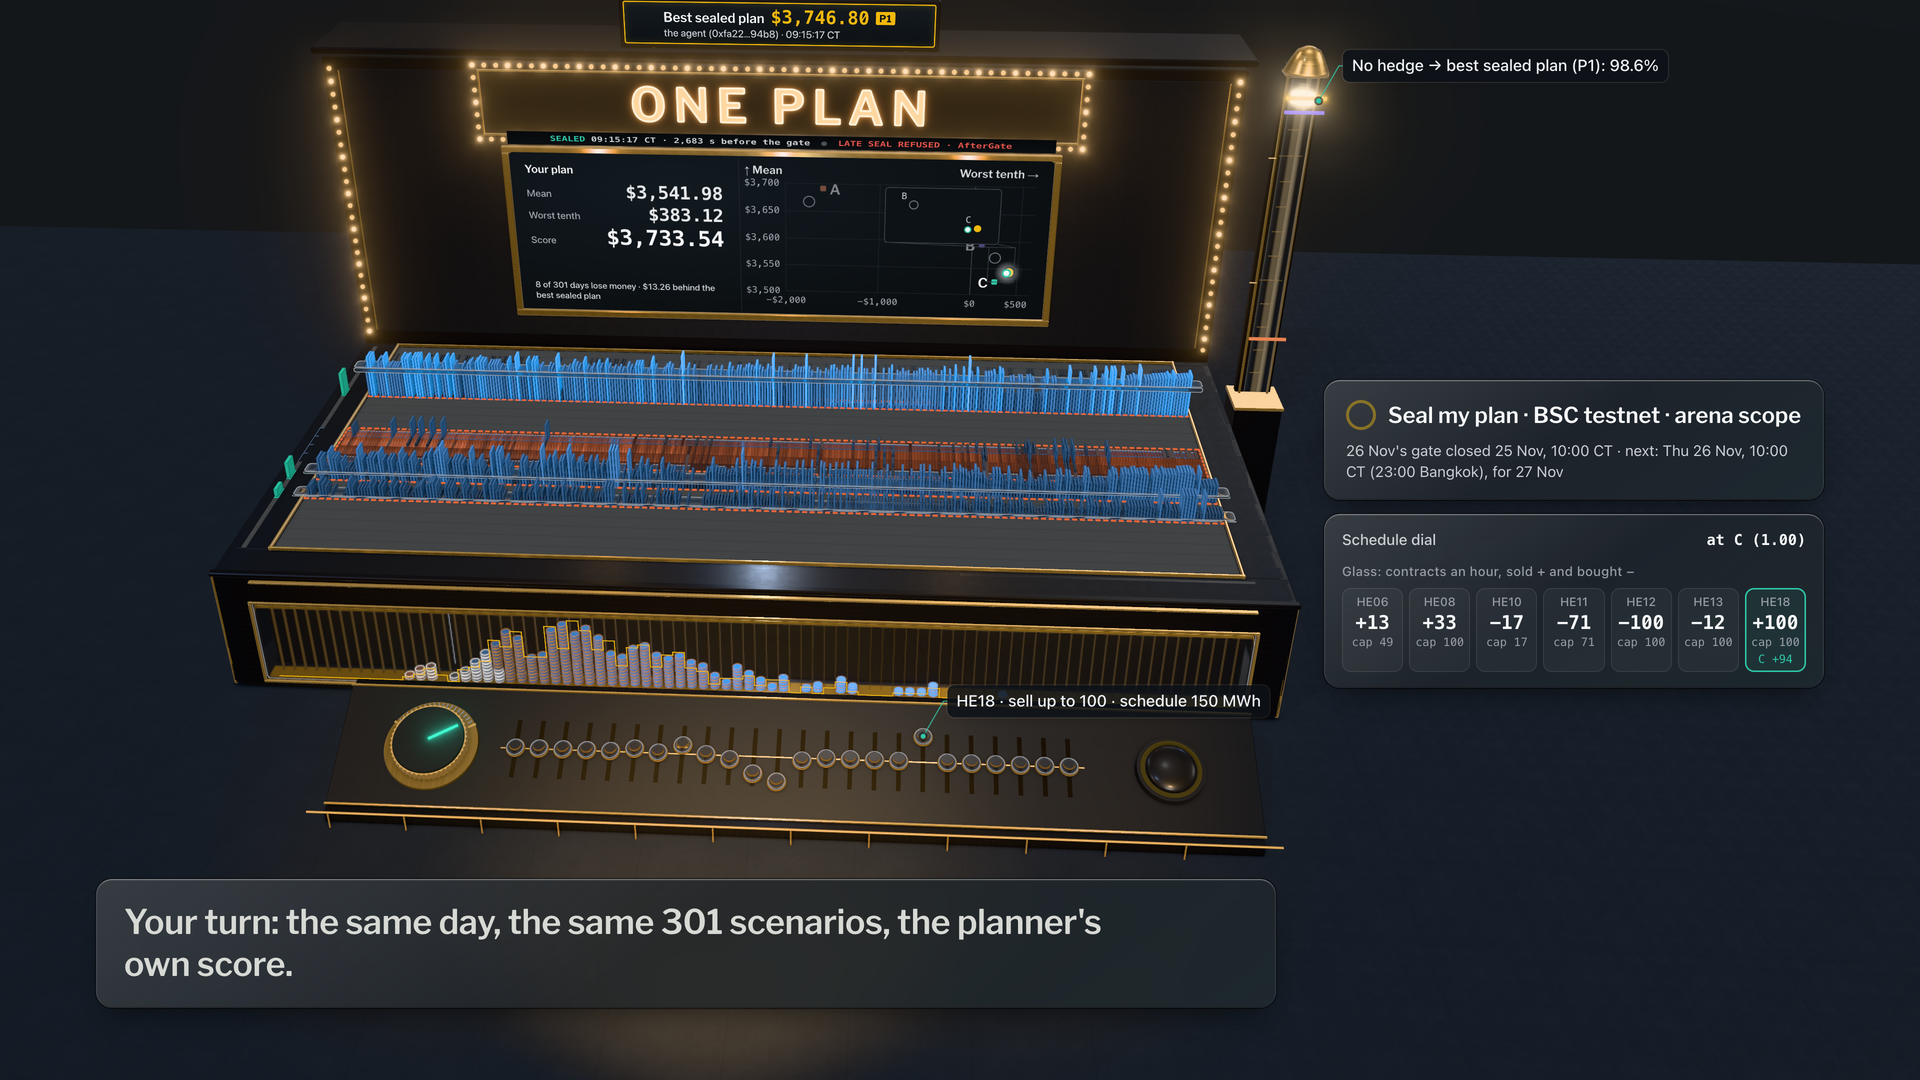 Best sealed plan $3,746.80 P1
the agent (0xfa22…94b8) · 09:15:17 CT
No hedge → best sealed plan (P1): 98.6%
ONE PLAN
SEALED 09:15:17 CT · 2,683 s before the gate LATE SEAL REFUSED · AfterGate
Your plan
Mean $3,541.98
Worst tenth $383.12
Score $3,733.54
8 of 301 days lose money · $13.26 behind the
best sealed plan
↑ Mean
Worst tenth →
$3,700
$3,650
$3,600
$3,550
$3,500
−$2,000
−$1,000
$0
$500
A
B
C
B
C
Seal my plan · BSC testnet · arena scope
26 Nov's gate closed 25 Nov, 10:00 CT · next: Thu 26 Nov, 10:00
CT (23:00 Bangkok), for 27 Nov
Schedule dial at C (1.00)
Glass: contracts an hour, sold + and bought −
HE06 HE08 HE10 HE11 HE12 HE13 HE18
+13 +33 −17 −71 −100 −12 +100
cap 49 cap 100 cap 17 cap 71 cap 100 cap 100 cap 100
C +94
HE18 · sell up to 100 · schedule 150 MWh
Your turn: the same day, the same 301 scenarios, the planner's
own score.